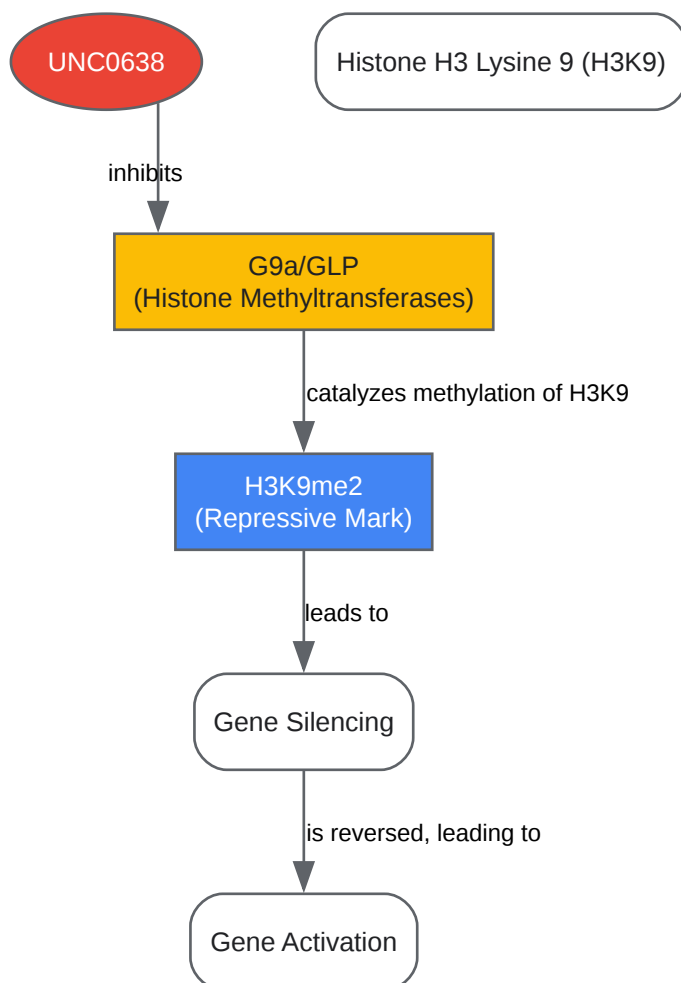 UNC0638
Histone H3 Lysine 9 (H3K9)
inhibits
G9a/GLP
(Histone Methyltransferases)
catalyzes methylation of H3K9
H3K9me2
(Repressive Mark)
leads to
Gene Silencing
is reversed, leading to
Gene Activation